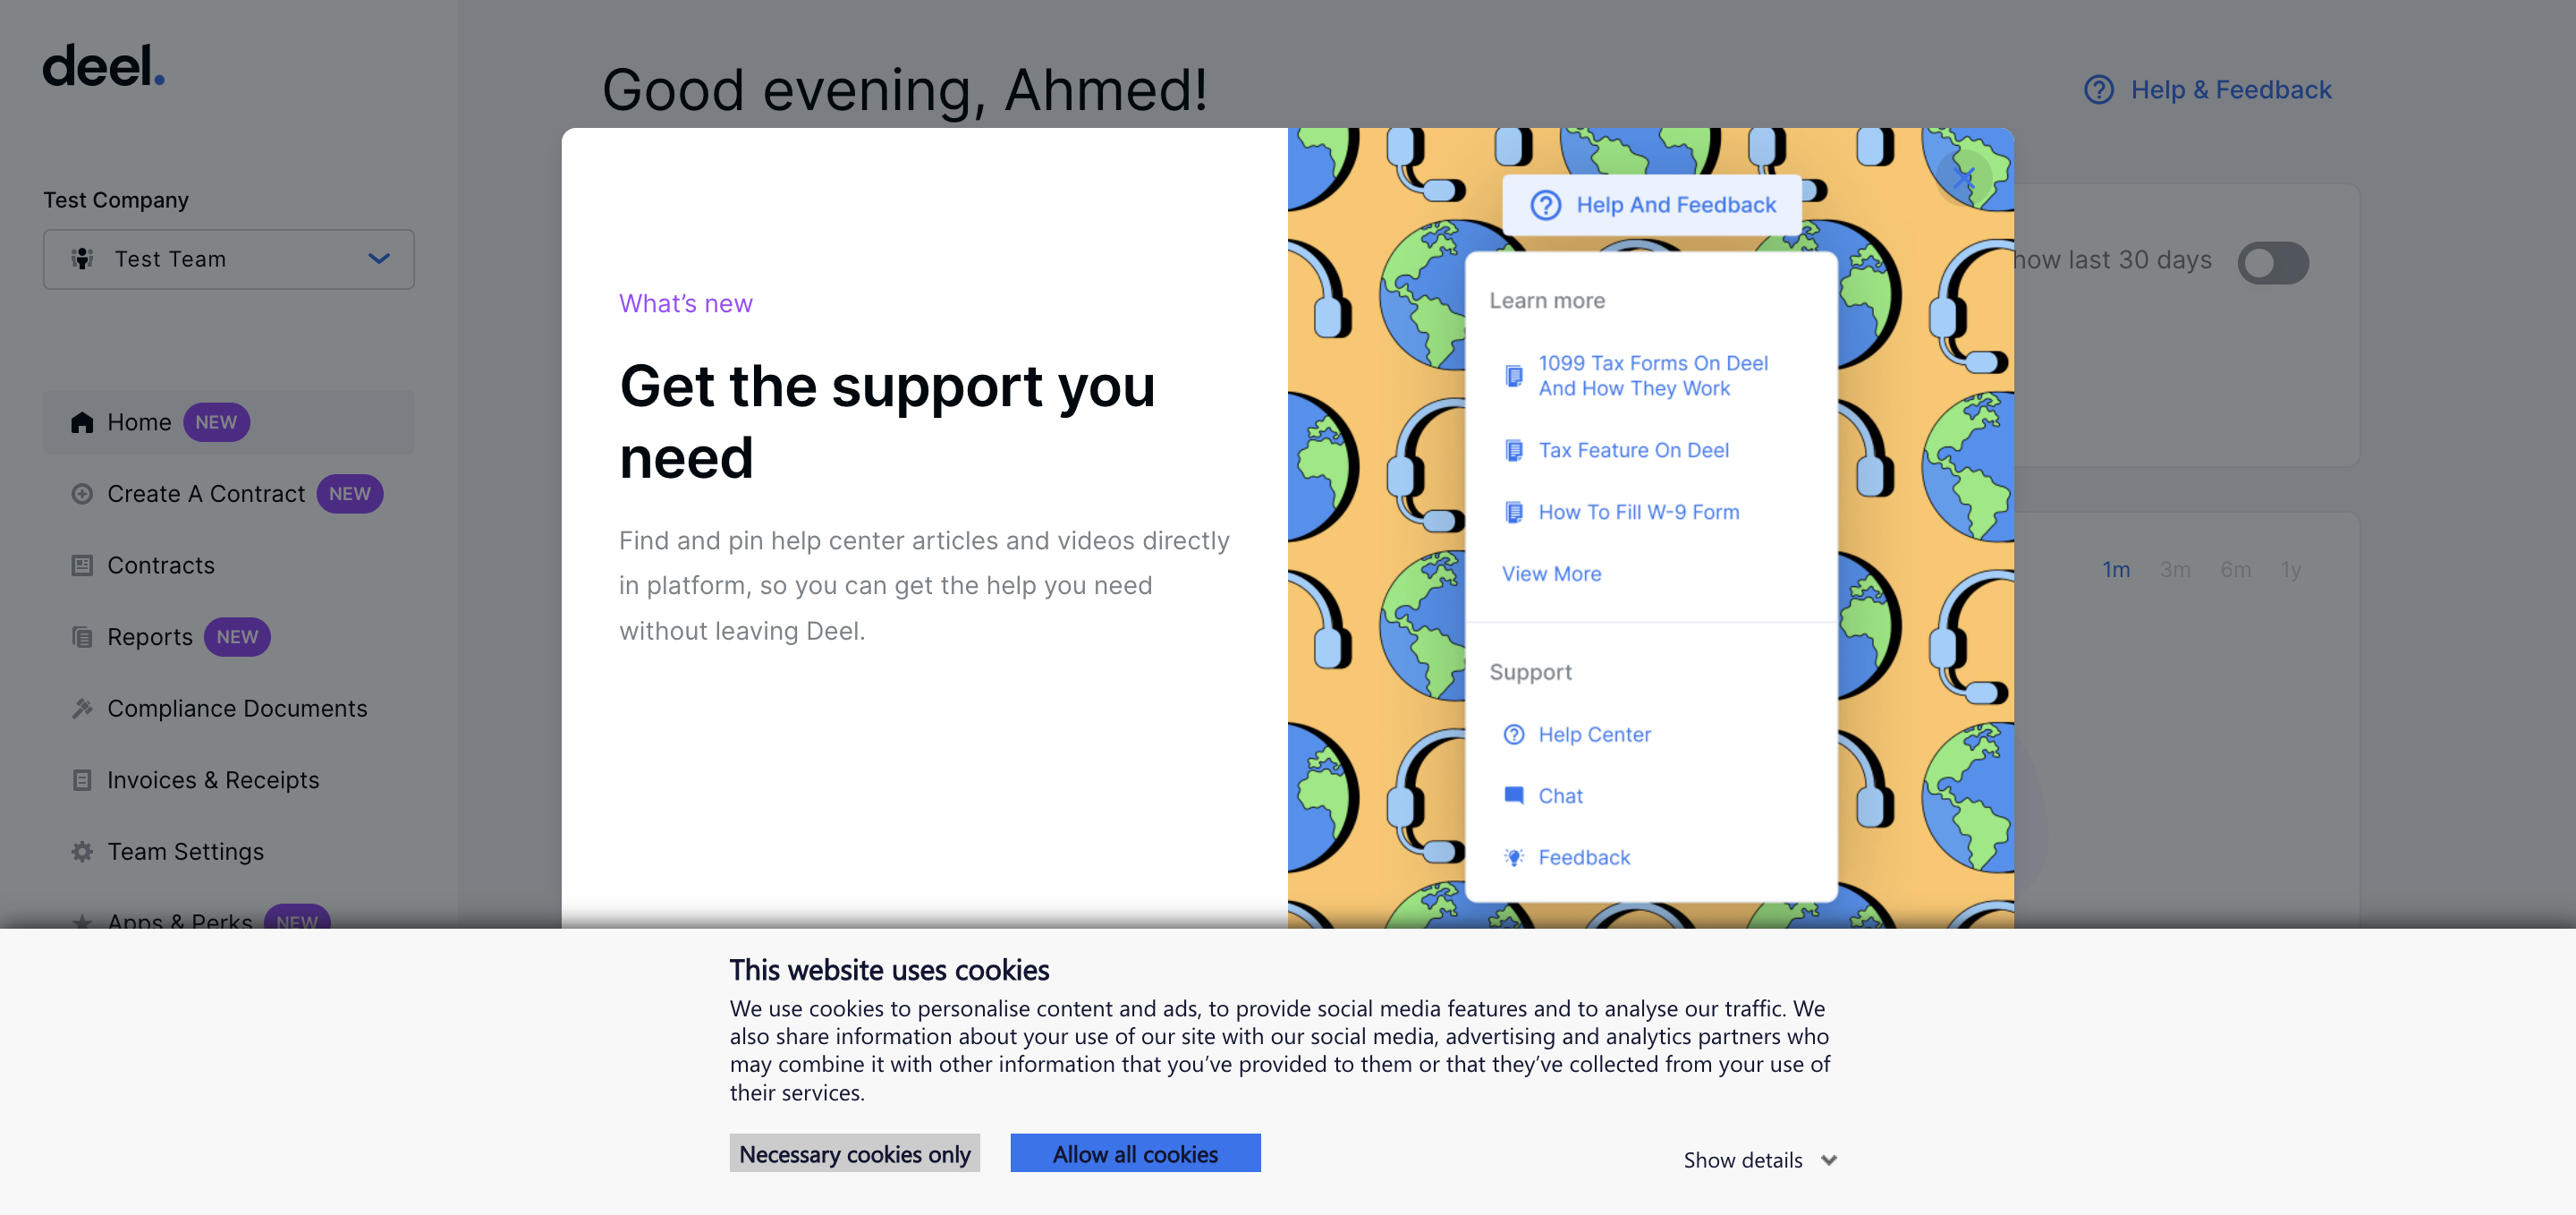 deel.
Good evening, Ahmed!
Help & Feedback
Test Company
Test Team
Home NEW
Create A Contract NEW
Contracts
Reports NEW
Compliance Documents
Invoices & Receipts
Team Settings
Apps & Perks NEW
What's new
Get the support you
need
Find and pin help center articles and videos directly
in platform, so you can get the help you need
without leaving Deel.
Help And Feedback
Learn more
1099 Tax Forms On Deel
And How They Work
Tax Feature On Deel
How To Fill W-9 Form
View More
Support
Help Center
Chat
Feedback
last 30 days
1m 3m 6m 1y
This website uses cookies
We use cookies to personalise content and ads, to provide social media features and to analyse our traffic. We
also share information about your use of our site with our social media, advertising and analytics partners who
may combine it with other information that you've provided to them or that they've collected from your use of
their services.
Necessary cookies only
Allow all cookies
Show details